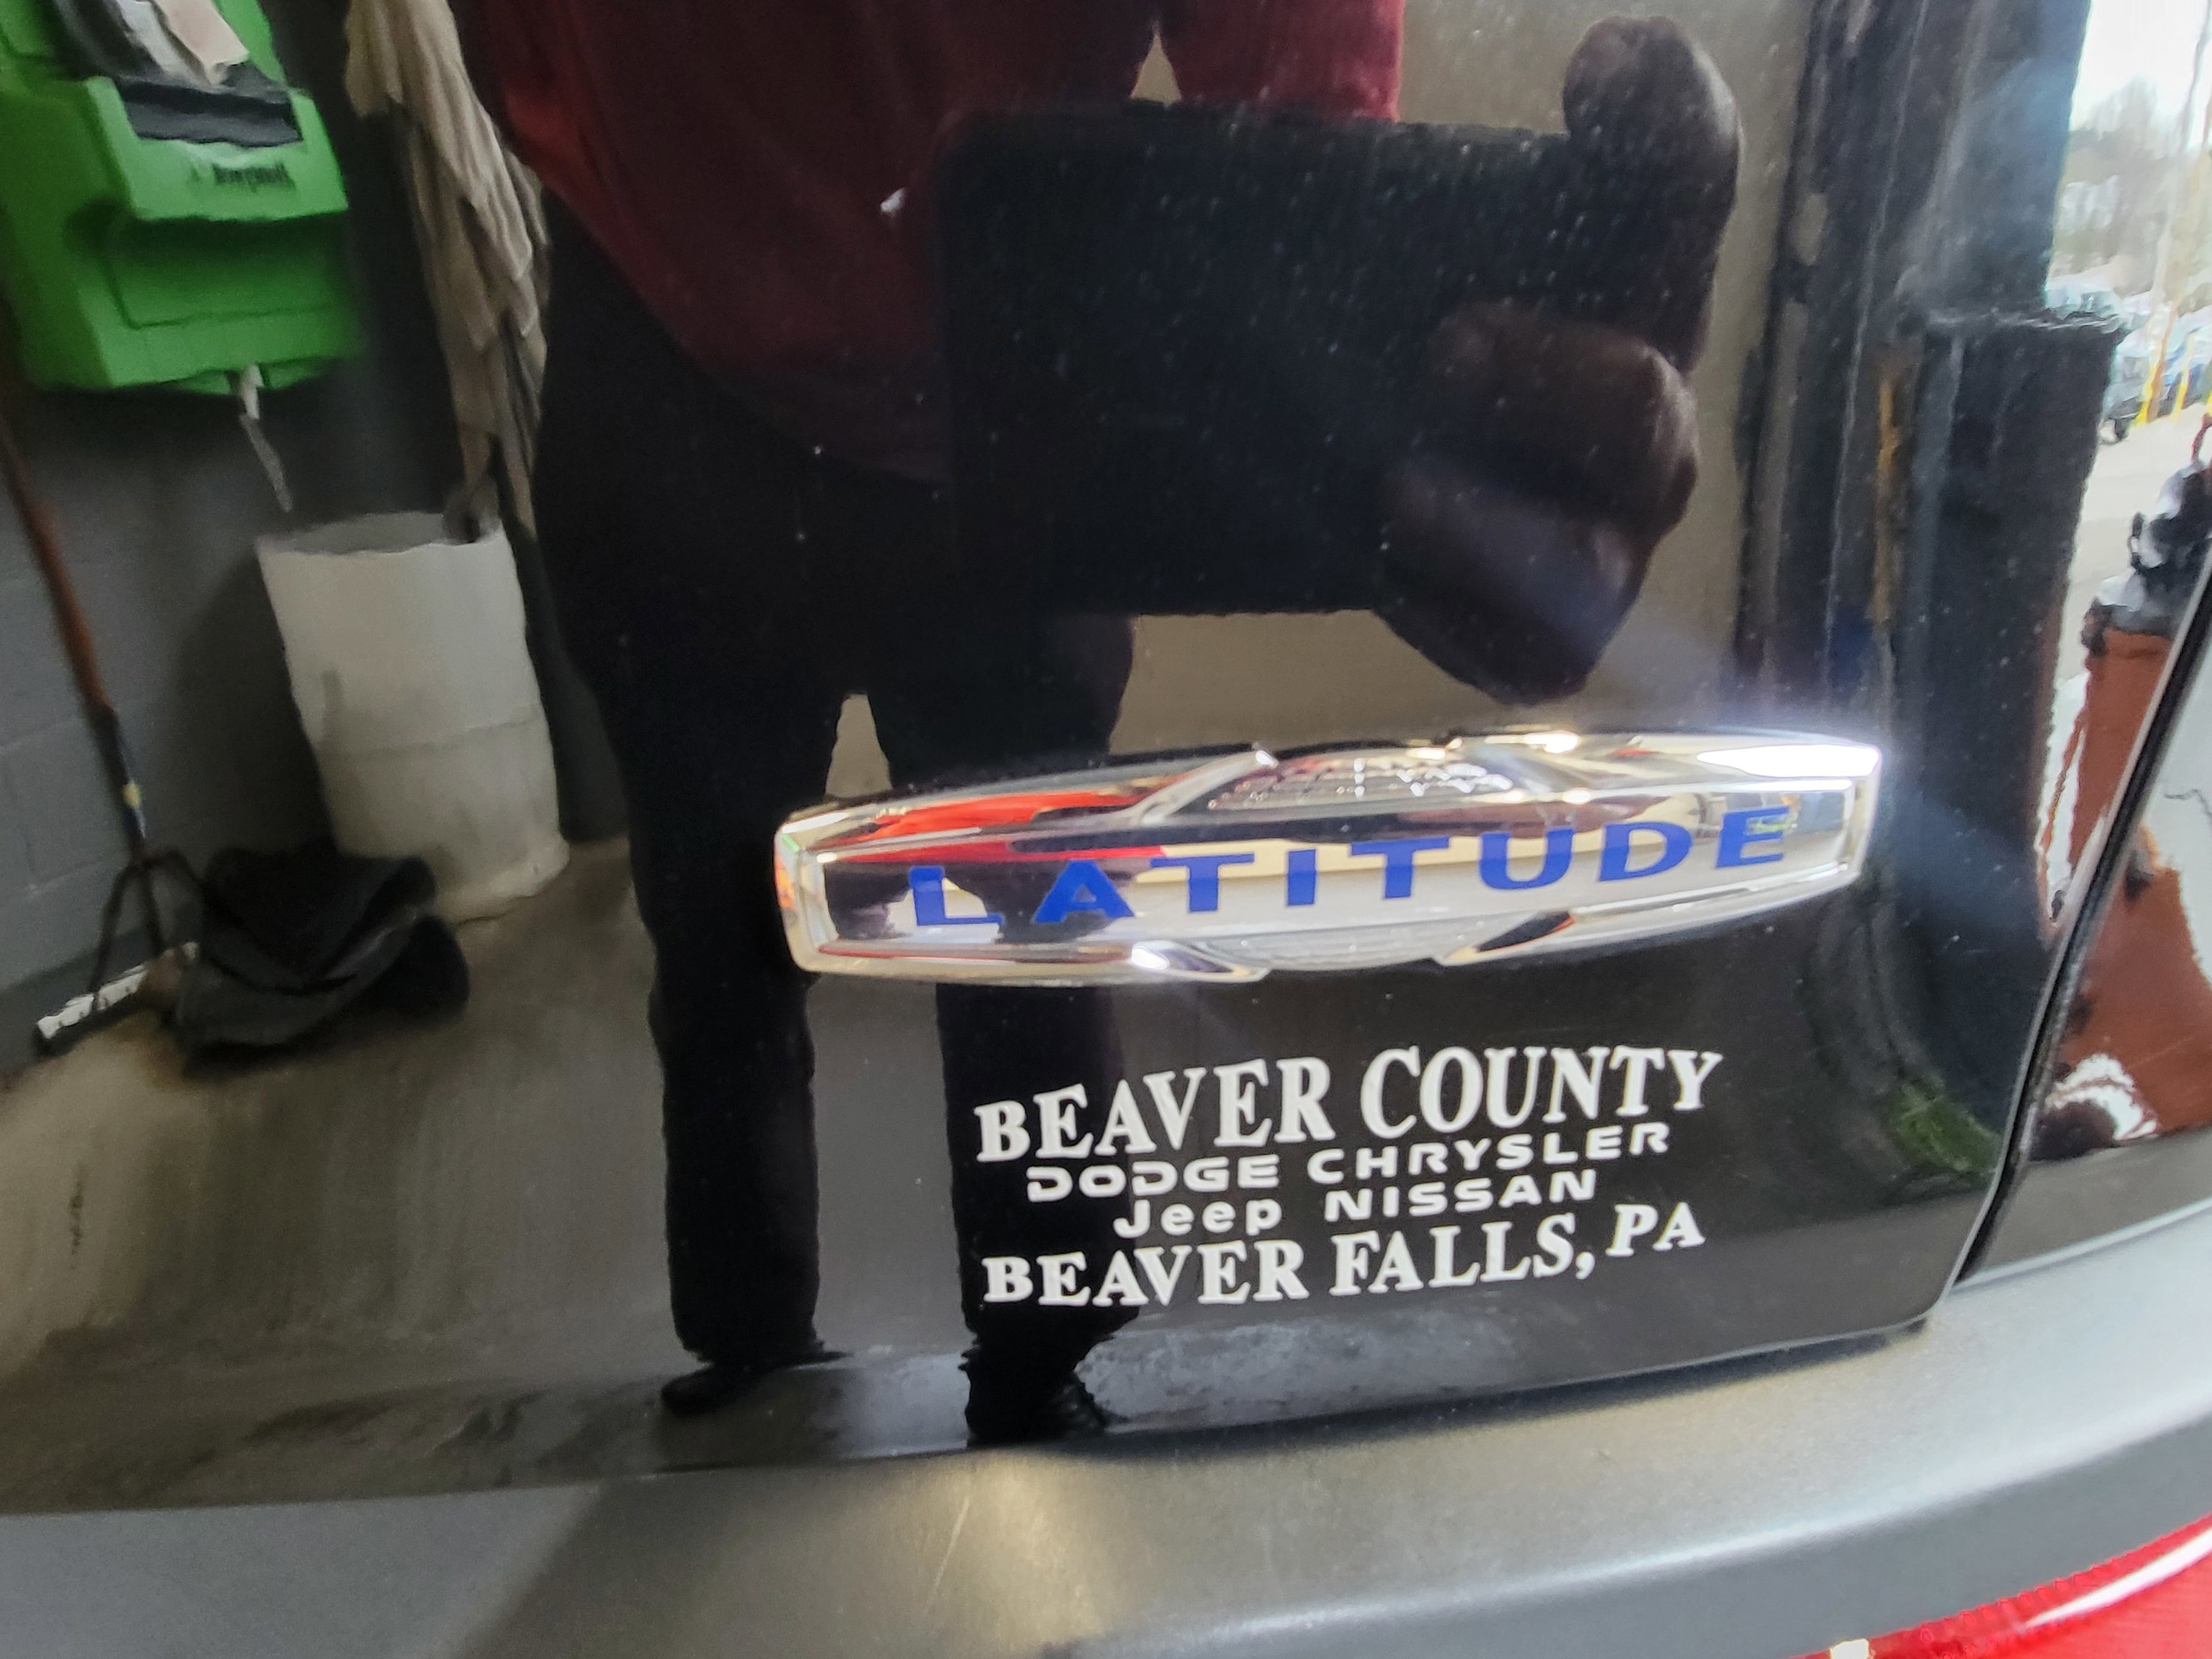 LATITUDE
BEAVER COUNTY
DODGE CHRYSLER
Jeep NISSAN
BEAVER FALLS, PA